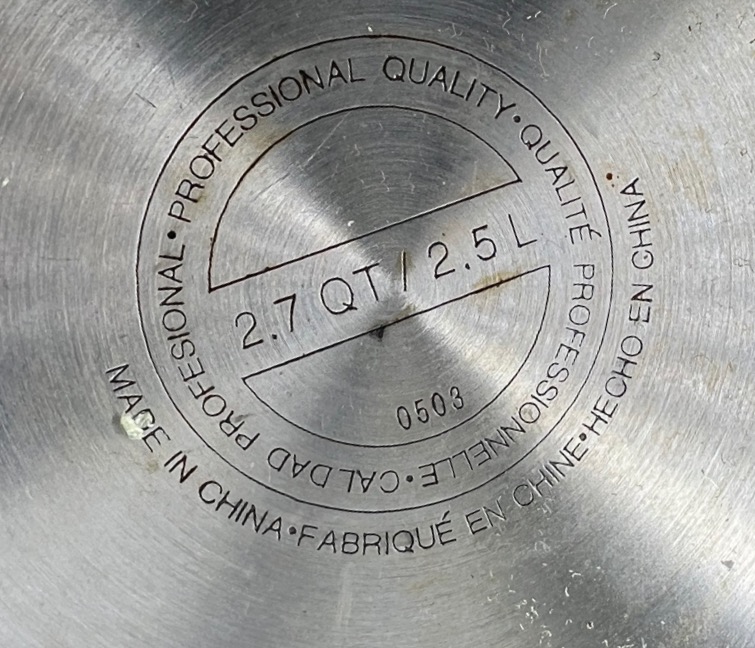 PROFESSIONAL QUALITY•QUALITÉ PROFESSIONNELLE•CALDAD PROFESIONAL•
2.7 QT / 2.5 L
0503
MADE IN CHINA•FABRIQUÉ EN CHINE•HECHO EN CHINA